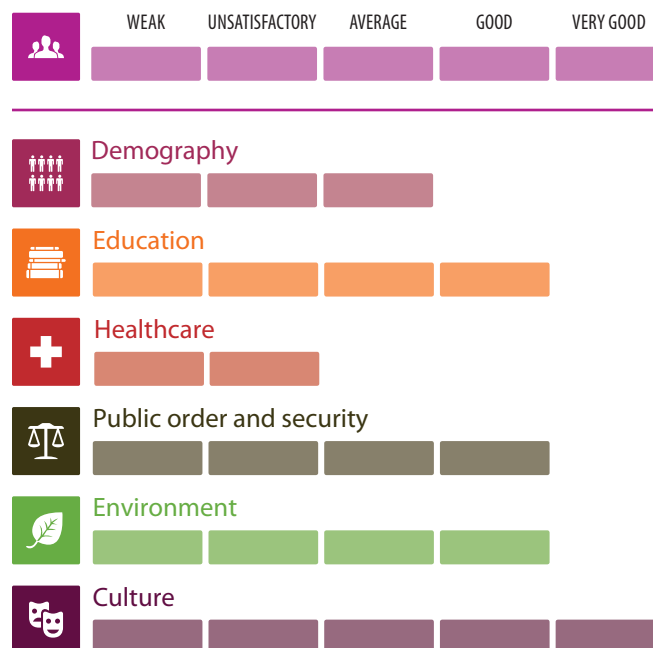 WEAK UNSATISFACTORY AVERAGE GOOD VERY GOOD
Demography
Education
Healthcare
Public order and security
Environment
Culture